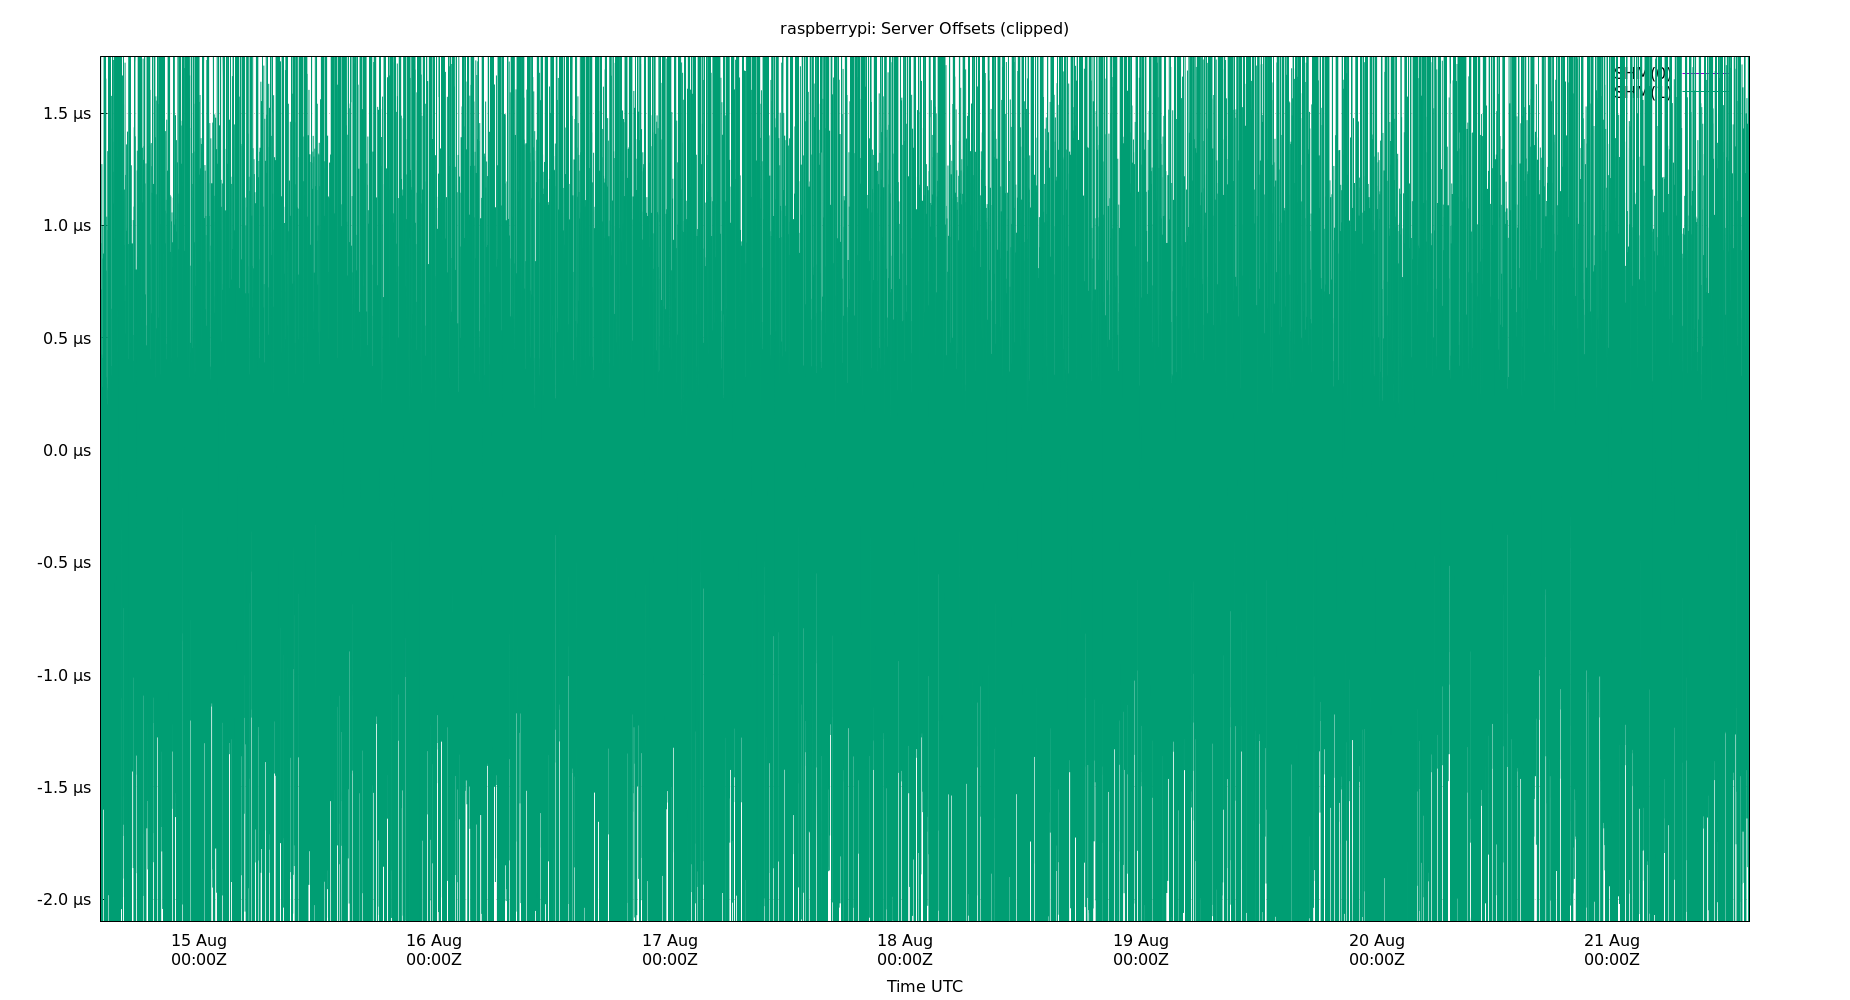 raspberrypi: Server Offsets (clipped)
SHM(0)
1.5 µs
1.0 µs
0.5 µs
0.0 µs
-0.5 µs
-1.0 µs
-1.5 µs
-2.0 µs
15 Aug
00:00Z
16 Aug
00:00Z
17 Aug
00:00Z
18 Aug
00:00Z
19 Aug
00:00Z
20 Aug
00:00Z
21 Aug
00:00Z
Time UTC